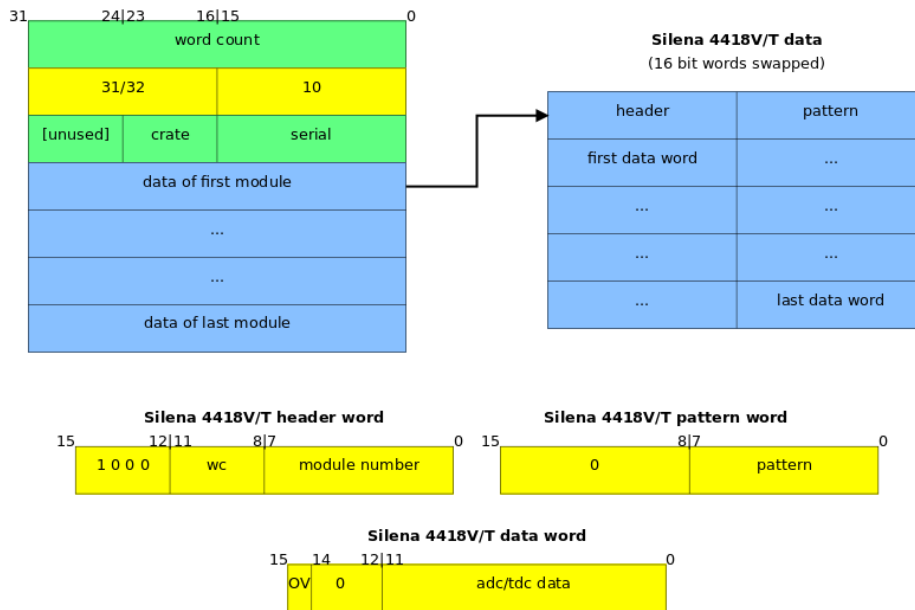 31 24|23 16|15 0
word count
31/32 10
[unused] crate serial
data of first module
...
...
data of last module
Silena 4418V/T data
(16 bit words swapped)
header pattern
first data word ...
... ...
... ...
... last data word
Silena 4418V/T header word
15 12|11 8|7 0
1 0 0 0 wc module number
Silena 4418V/T pattern word
15 8|7 0
0 pattern
Silena 4418V/T data word
15 14 12|11 0
OV 0 adc/tdc data